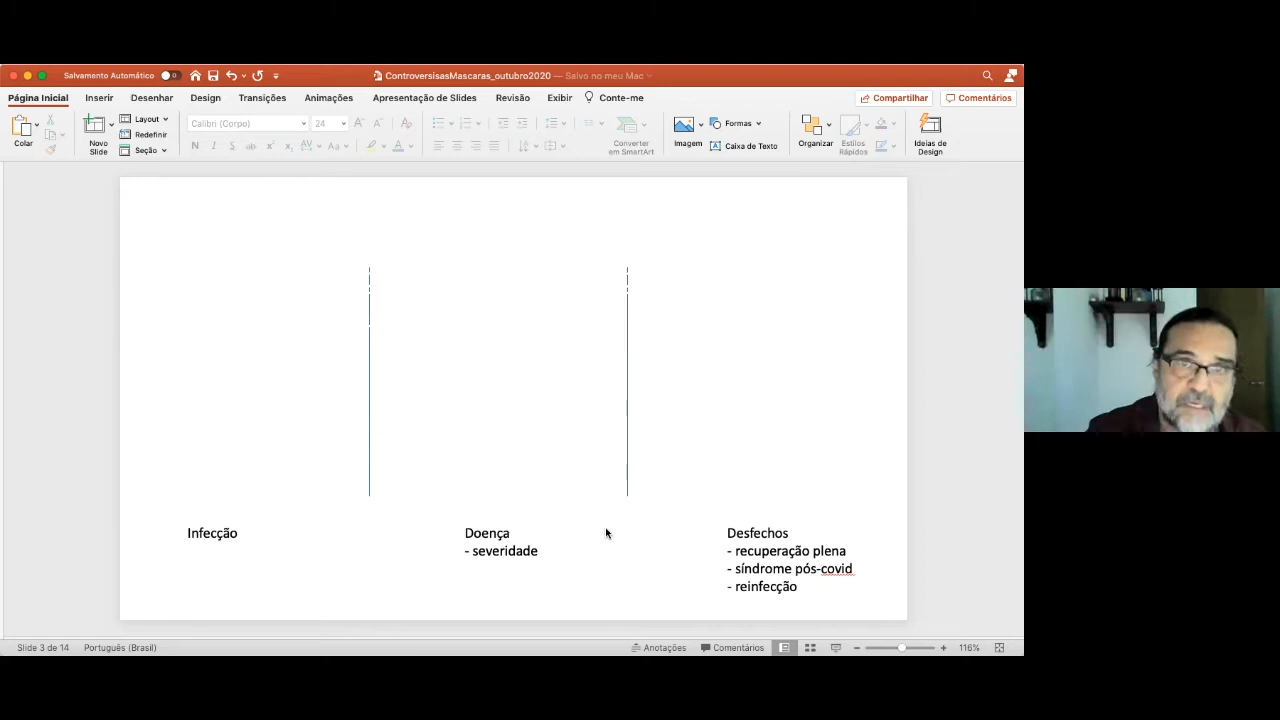 Salvamento Automático
ControversisasMascaras_outubro2020 — Salvo no meu Mac
Página Inicial Inserir Desenhar Design Transições Animações Apresentação de Slides Revisão Exibir Conte-me Compartilhar Comentários
Colar
Novo Slide
Layout
Redefinir
Seção
Calibri (Corpo) 24
Converter em SmartArt
Imagem
Formas
Caixa de Texto
Organizar
Estilos Rápidos
Ideias de Design
Infecção
Doença
- severidade
Desfechos
- recuperação plena
- síndrome pós-covid
- reinfecção
Slide 3 de 14 Português (Brasil) Anotações Comentários 116%